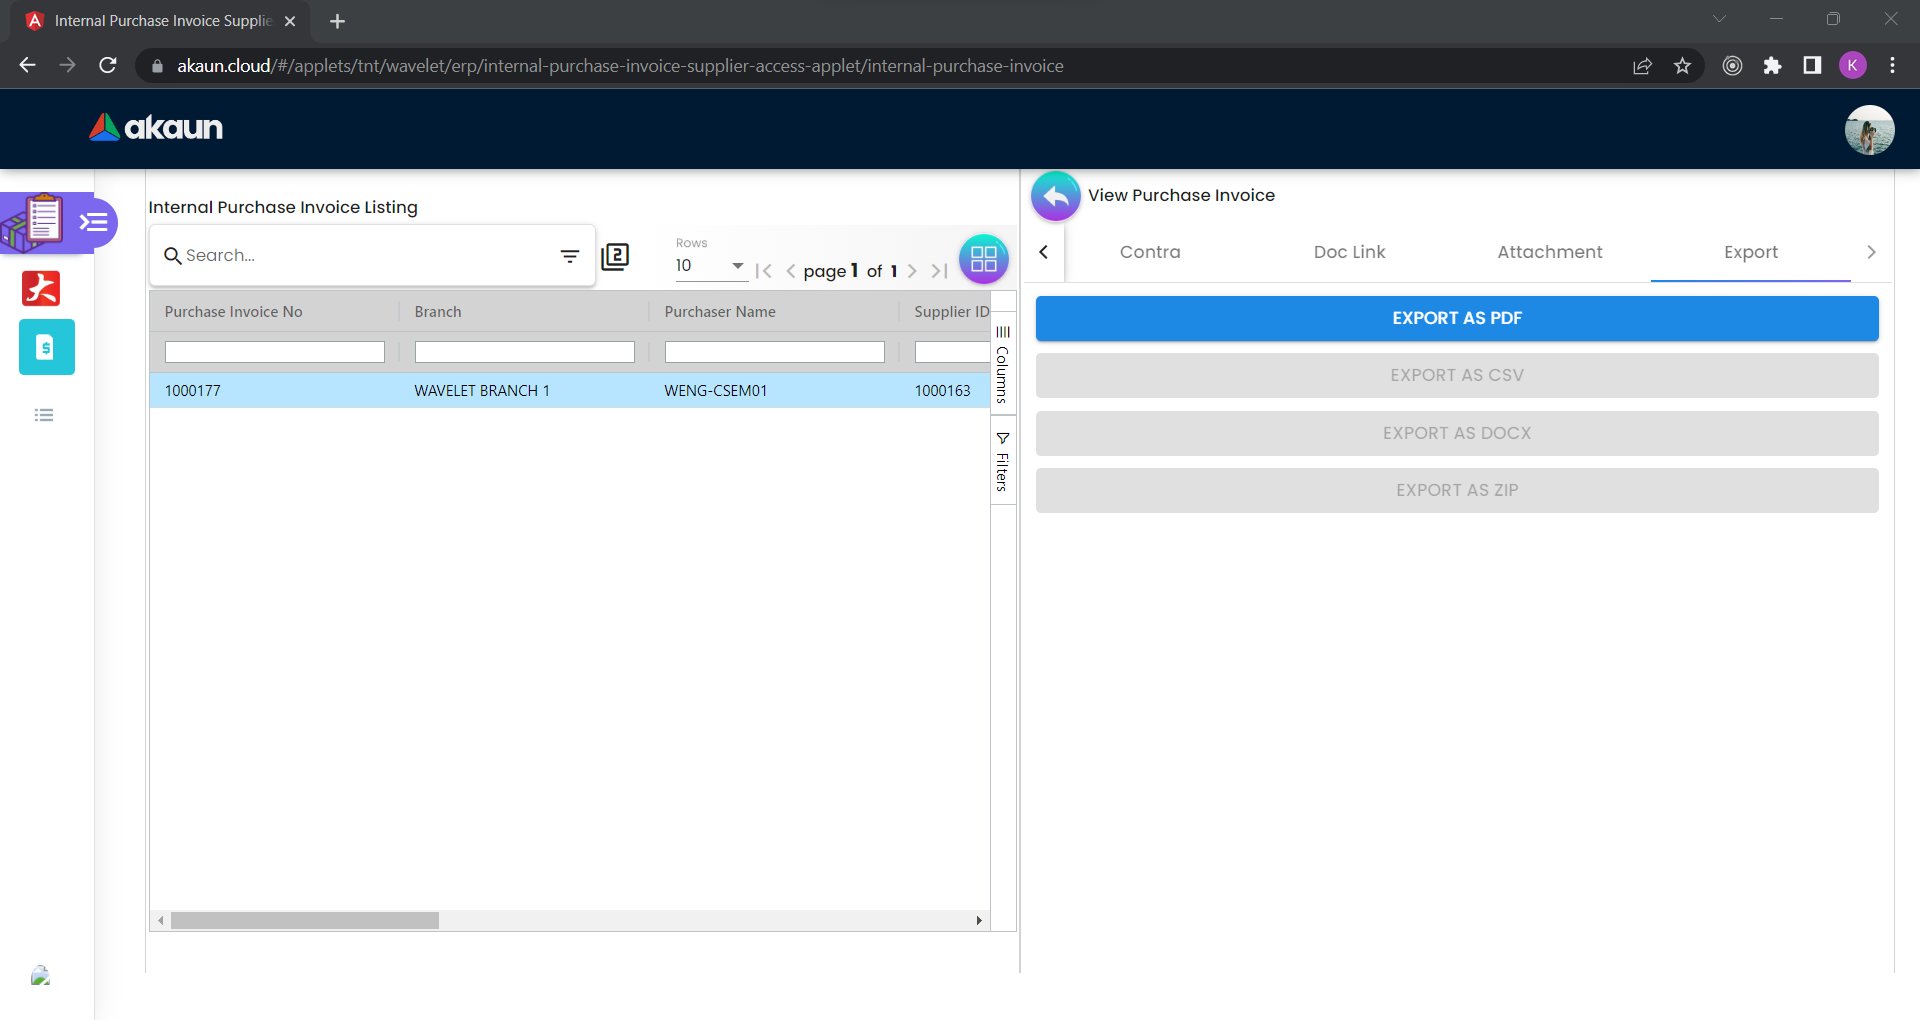 Internal Purchase Invoice Supplie
akaun.cloud/#/applets/tnt/wavelet/erp/internal-purchase-invoice-supplier-access-applet/internal-purchase-invoice
K
akaun
Internal Purchase Invoice Listing
Search...
2
Rows
10
page 1 of 1
Purchase Invoice No Branch Purchaser Name Supplier ID
1000177 WAVELET BRANCH 1 WENG-CSEM01 1000163
Columns
Filters
View Purchase Invoice
Contra Doc Link Attachment Export
EXPORT AS PDF
EXPORT AS CSV
EXPORT AS DOCX
EXPORT AS ZIP